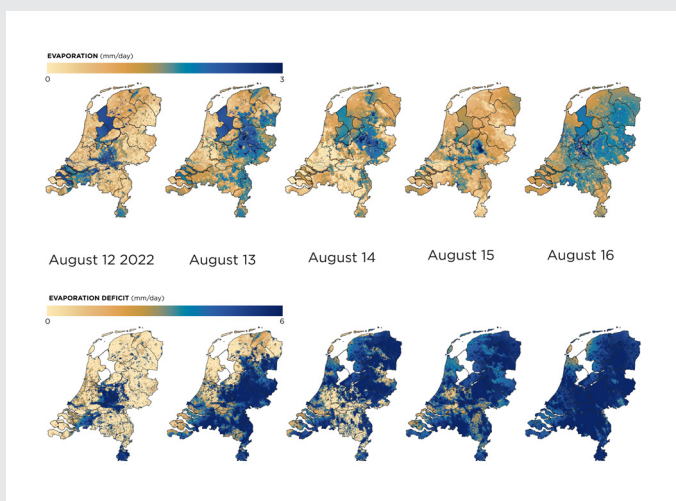 EVAPORATION (mm/day)
0 3
August 12 2022 August 13 August 14 August 15 August 16
EVAPORATION DEFICIT (mm/day)
0 6